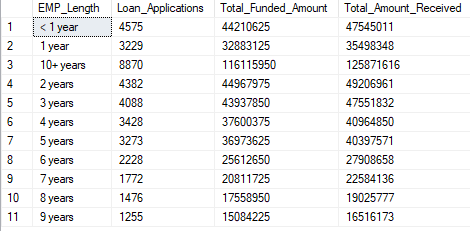 EMP_Length Loan_Applications Total_Funded_Amount Total_Amount_Received
1 < 1 year 4575 44210625 47545011
2 1 year 3229 32883125 35498348
3 10+ years 8870 116115950 125871616
4 2 years 4382 44967975 49206961
5 3 years 4088 43937850 47551832
6 4 years 3428 37600375 40964850
7 5 years 3273 36973625 40397571
8 6 years 2228 25612650 27908658
9 7 years 1772 20811725 22584136
10 8 years 1476 17558950 19025777
11 9 years 1255 15084225 16516173